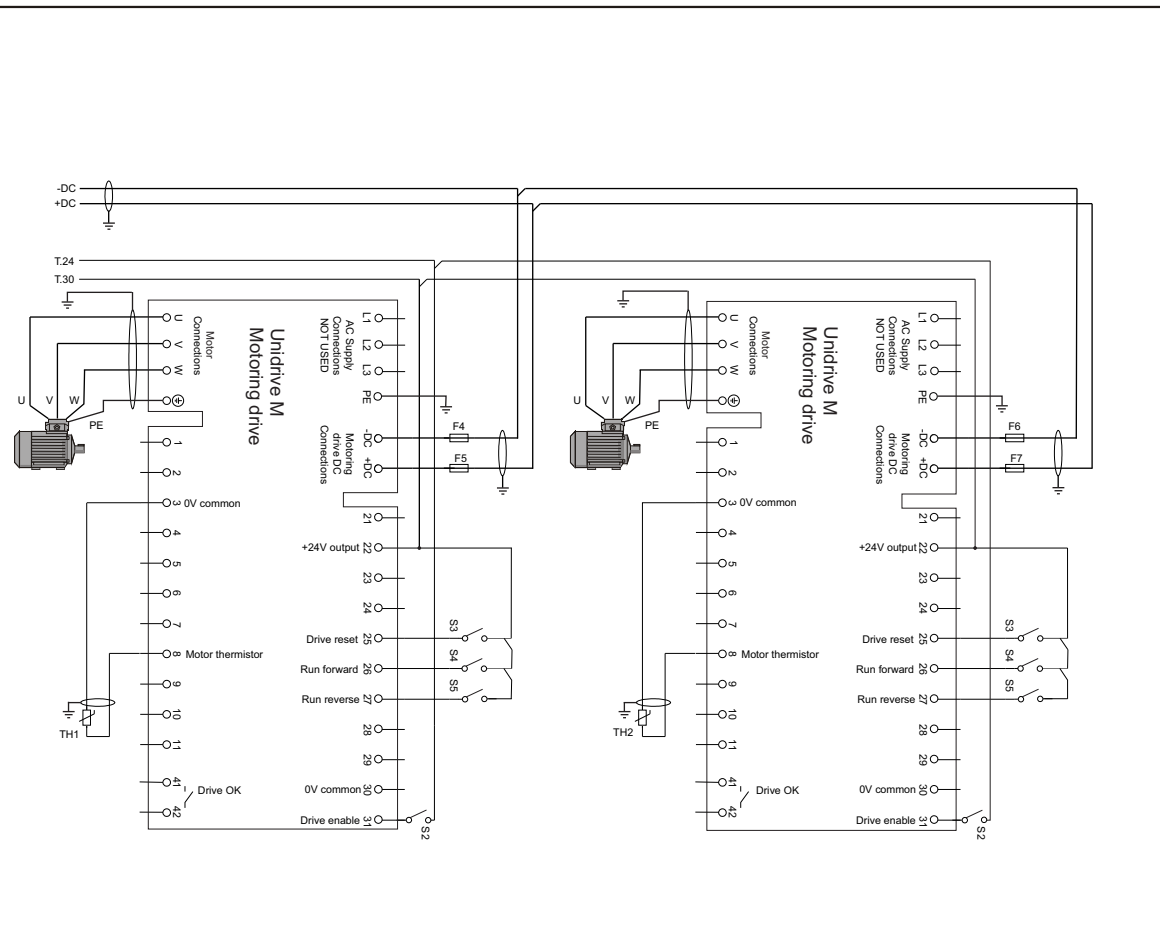 -DC
+DC
T.24
T.30
U
V
W
PE
Motor
Connections
U
V
W
Unidrive M
Motoring drive
AC Supply
Connections
NOT USED
L1
L2
L3
PE
Motoring
drive DC
Connections
-DC
+DC
F4
F5
1
2
3 0V common
4
5
6
7
8 Motor thermistor
9
10
11
41
42
Drive OK
TH1
21
+24V output 22
23
24
Drive reset 25
Run forward 26
Run reverse 27
28
29
0V common 30
Drive enable 31
S3
S4
S5
S2
U
V
W
PE
Motor
Connections
U
V
W
Unidrive M
Motoring drive
AC Supply
Connections
NOT USED
L1
L2
L3
PE
Motoring
drive DC
Connections
-DC
+DC
F6
F7
1
2
3 0V common
4
5
6
7
8 Motor thermistor
9
10
11
41
42
Drive OK
TH2
21
+24V output 22
23
24
Drive reset 25
Run forward 26
Run reverse 27
28
29
0V common 30
Drive enable 31
S3
S4
S5
S2